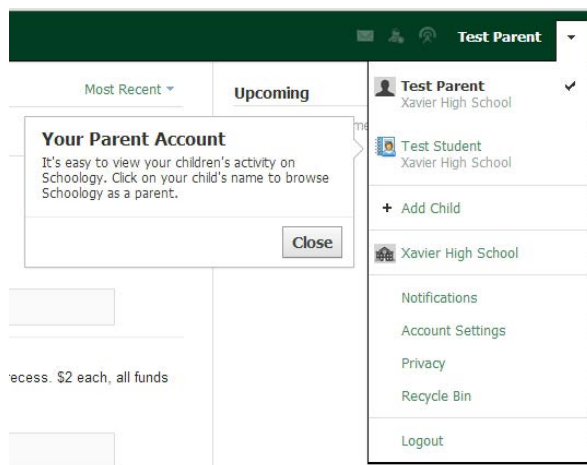 Test Parent
Most Recent
Upcoming
Your Parent Account
It's easy to view your children's activity on
Schoology. Click on your child's name to browse
Schoology as a parent.
Close
Test Parent
Xavier High School
Test Student
Xavier High School
+ Add Child
Xavier High School
Notifications
Account Settings
Privacy
Recycle Bin
Logout
recess. $2 each, all funds